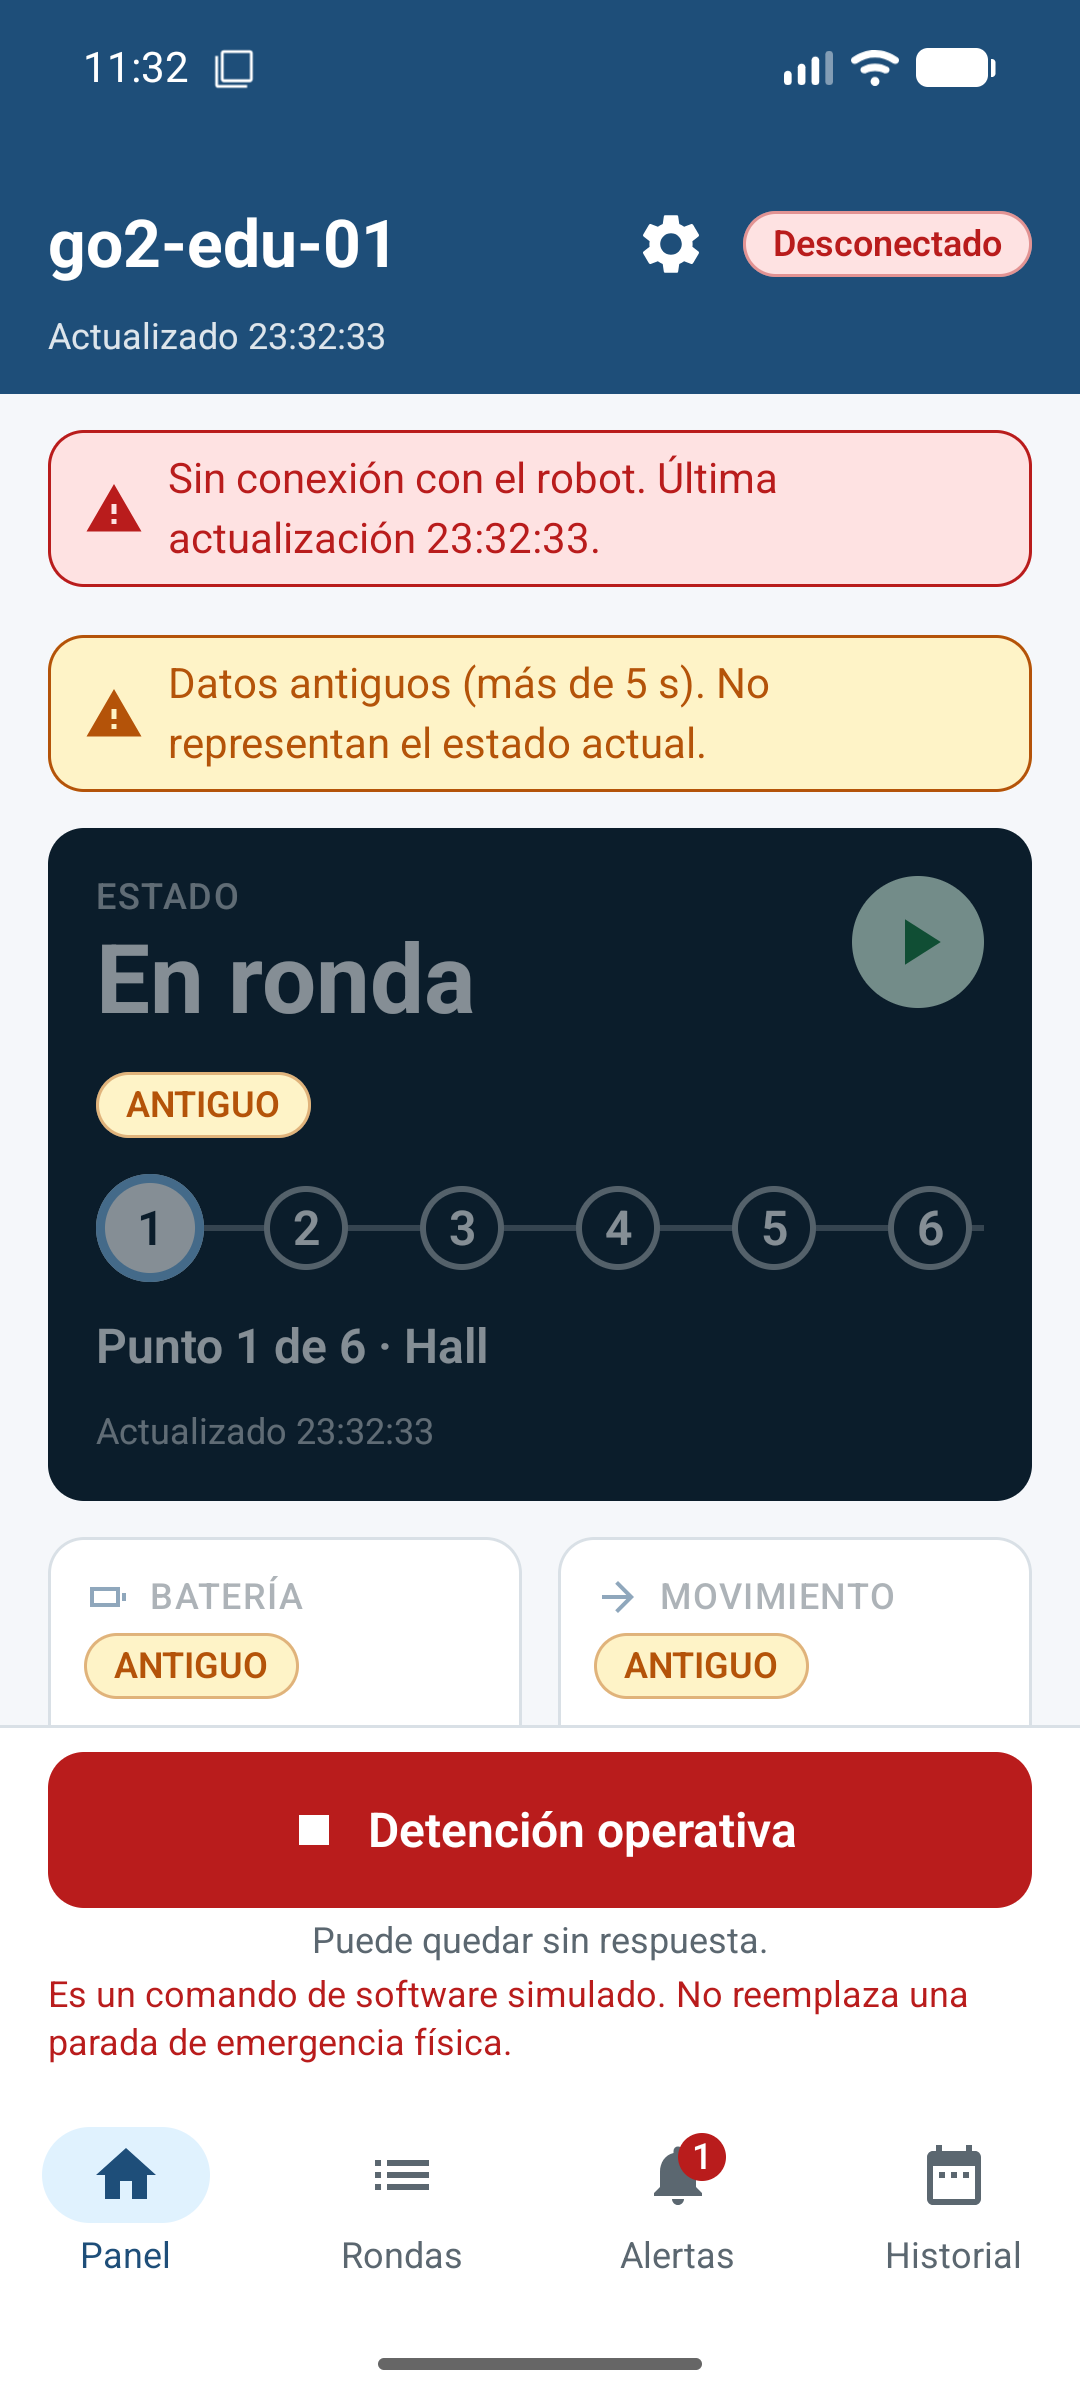 11:32
go2-edu-01
Desconectado
Actualizado 23:32:33
Sin conexión con el robot. Última
actualización 23:32:33.
Datos antiguos (más de 5 s). No
representan el estado actual.
ESTADO
En ronda
ANTIGUO
1 2 3 4 5 6
Punto 1 de 6 · Hall
Actualizado 23:32:33
BATERÍA
ANTIGUO
MOVIMIENTO
ANTIGUO
Detención operativa
Puede quedar sin respuesta.
Es un comando de software simulado. No reemplaza una
parada de emergencia física.
1
Panel
Rondas
Alertas
Historial